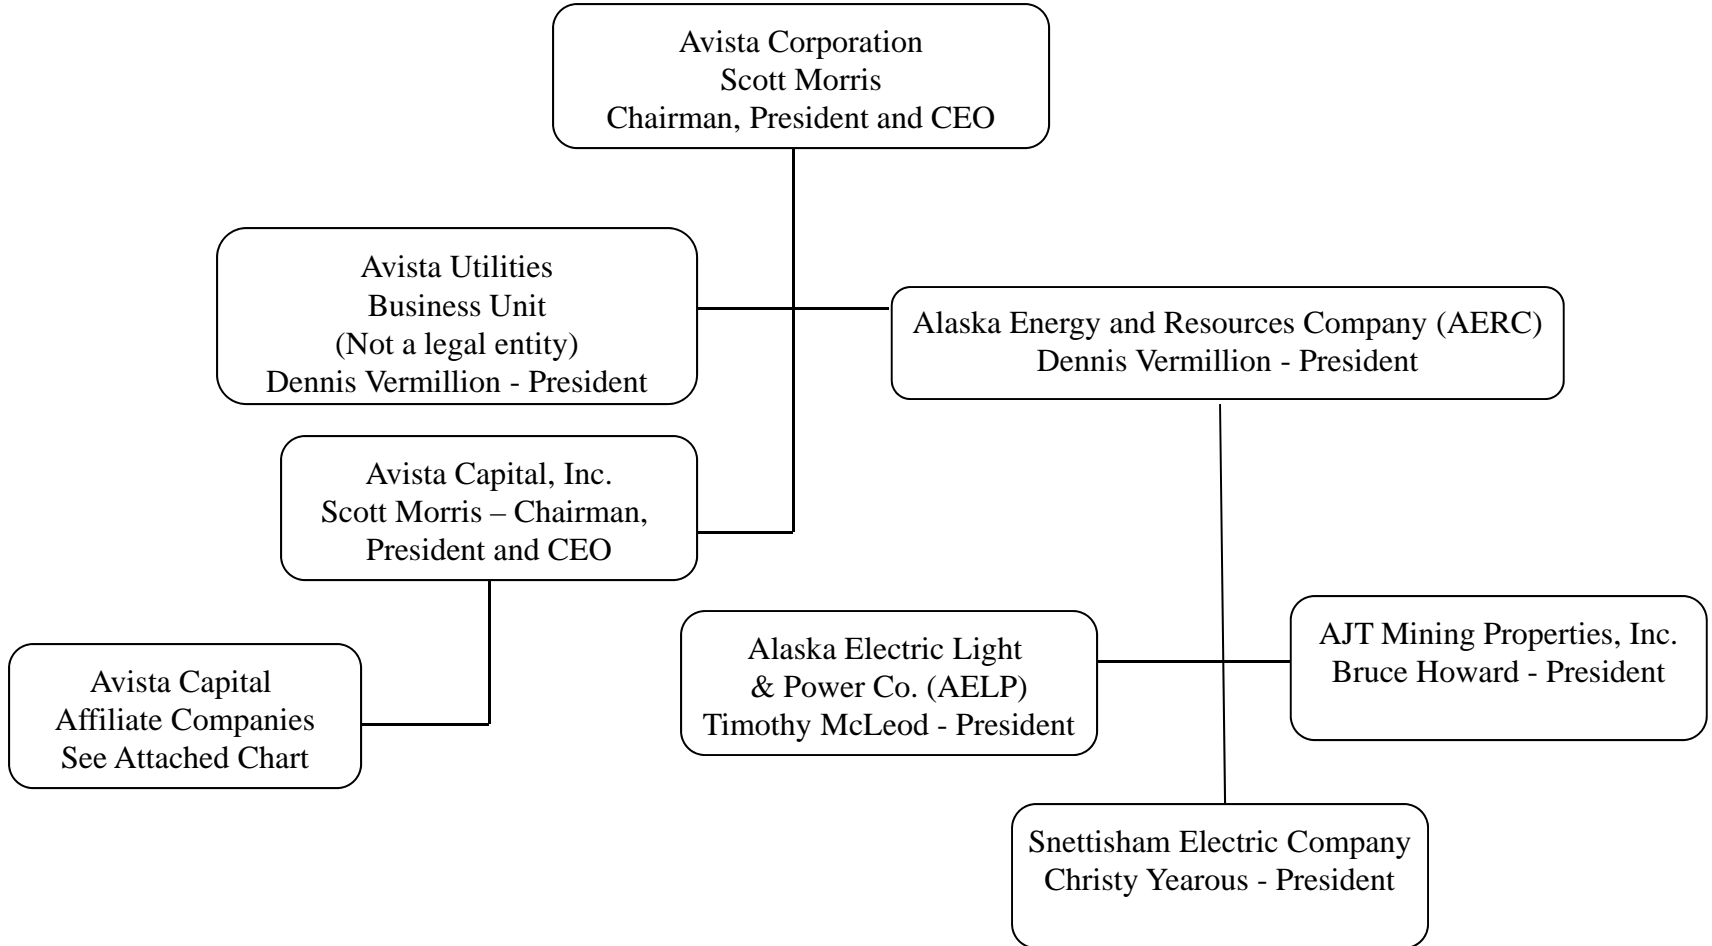 Avista Corporation
Scott Morris
Chairman, President and CEO
Avista Utilities
Business Unit
(Not a legal entity)
Dennis Vermillion - President
Alaska Energy and Resources Company (AERC)
Dennis Vermillion - President
Avista Capital, Inc.
Scott Morris – Chairman,
President and CEO
Avista Capital
Affiliate Companies
See Attached Chart
Alaska Electric Light
& Power Co. (AELP)
Timothy McLeod - President
AJT Mining Properties, Inc.
Bruce Howard - President
Snettisham Electric Company
Christy Yearous - President